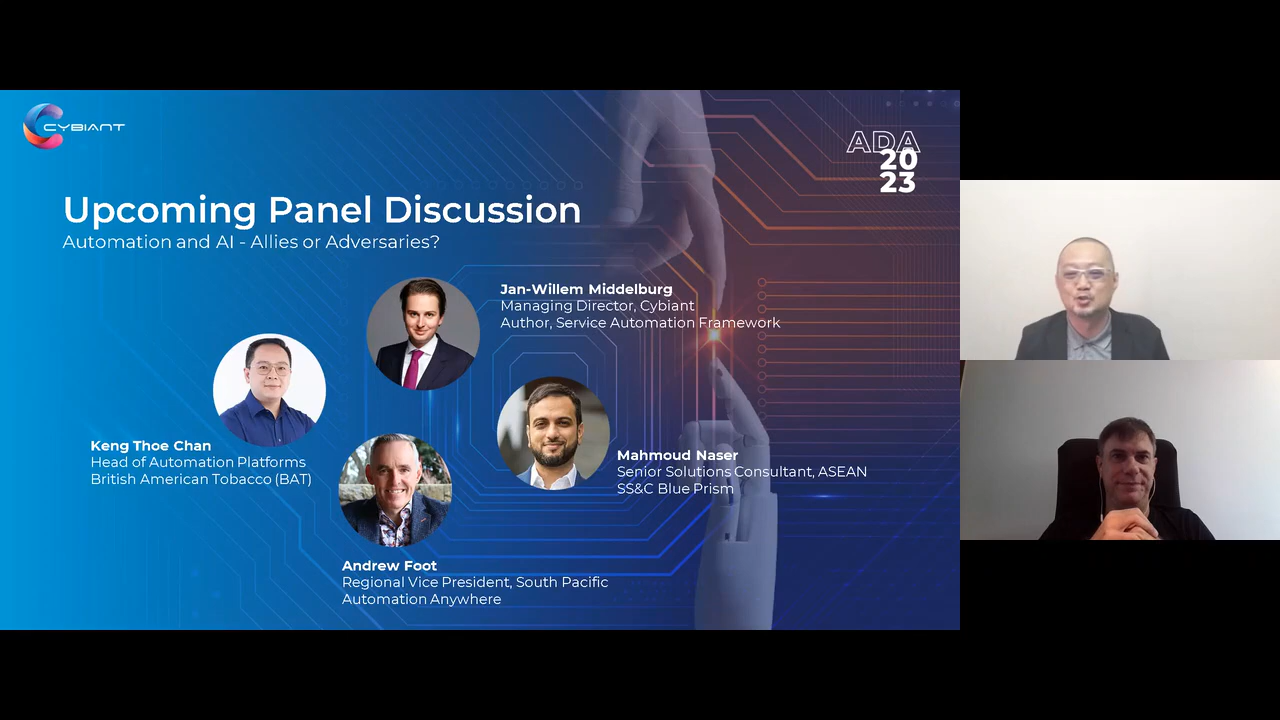 CYBIANT
ADA
20
23
Upcoming Panel Discussion
Automation and AI - Allies or Adversaries?
Jan-Willem Middelburg
Managing Director, Cybiant
Author, Service Automation Framework
Keng Thoe Chan
Head of Automation Platforms
British American Tobacco (BAT)
Mahmoud Naser
Senior Solutions Consultant, ASEAN
SS&C Blue Prism
Andrew Foot
Regional Vice President, South Pacific
Automation Anywhere